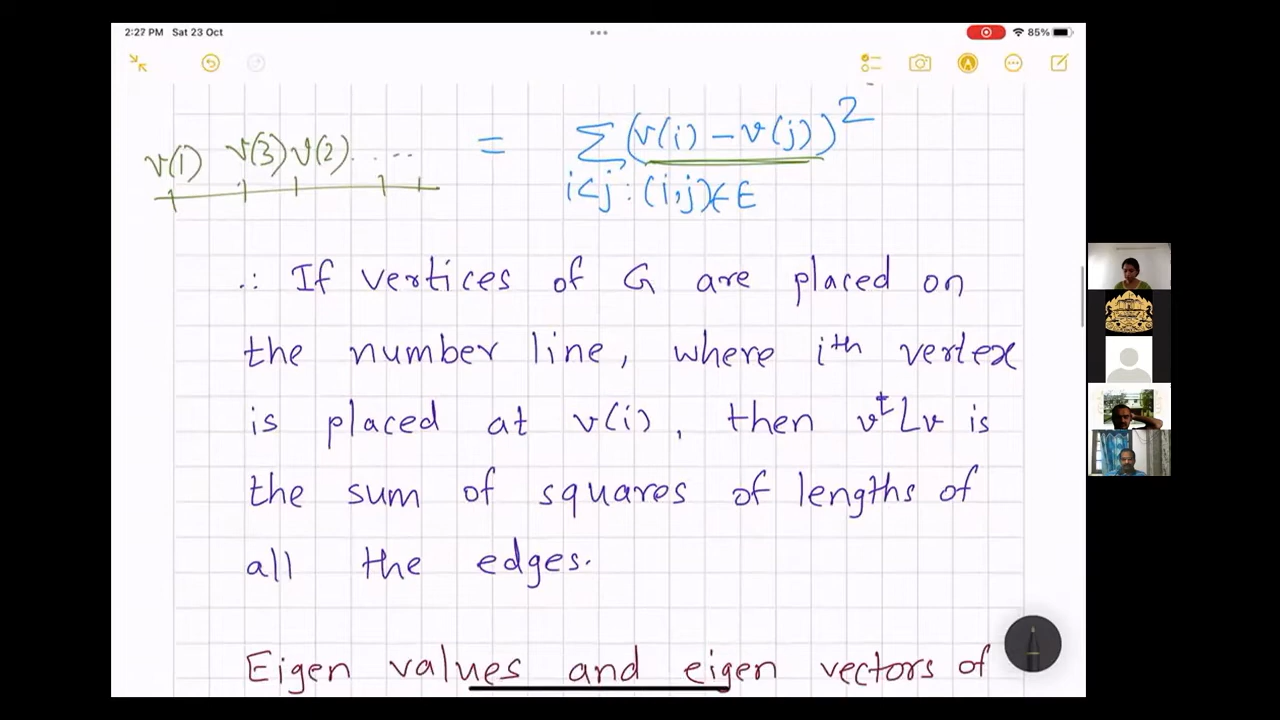 2:27 PM Sat 23 Oct
85%
v(1) v(3) v(2) . . . .
= ∑ (v(i) - v(j))²
i<j : (i,j)∈E
∴ If vertices of G are placed on
the number line, where ith vertex
is placed at v(i), then vᵗLv is
the sum of squares of lengths of
all the edges.
Eigen values and eigen vectors of